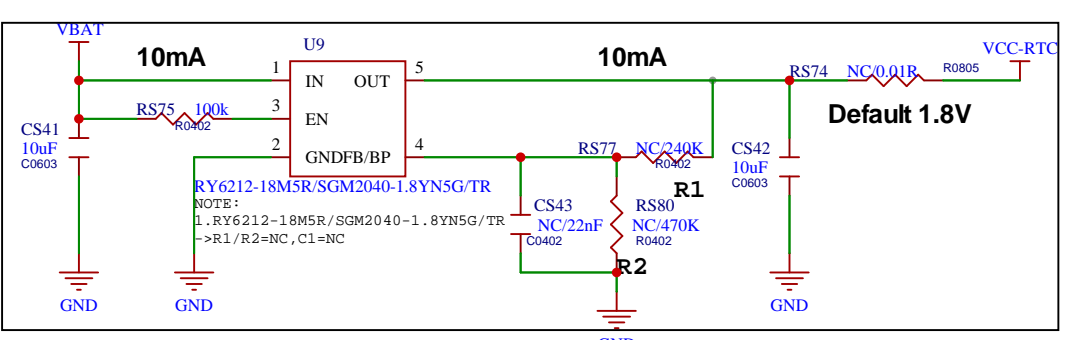 VBAT
10mA
U9
10mA
VCC-RTC
1
IN
OUT
5
RS74
NC/0.01R
R0805
RS75
100k
R0402
3
EN
Default 1.8V
CS41
10uF
C0603
2
GND
FB/BP
4
RS77
NC/240K
R0402
R1
CS42
10uF
C0603
RY6212-18M5R/SGM2040-1.8YN5G/TR
NOTE:
1.RY6212-18M5R/SGM2040-1.8YN5G/TR
->R1/R2=NC,C1=NC
CS43
NC/22nF
C0402
RS80
NC/470K
R0402
R2
GND
GND
GND
GND